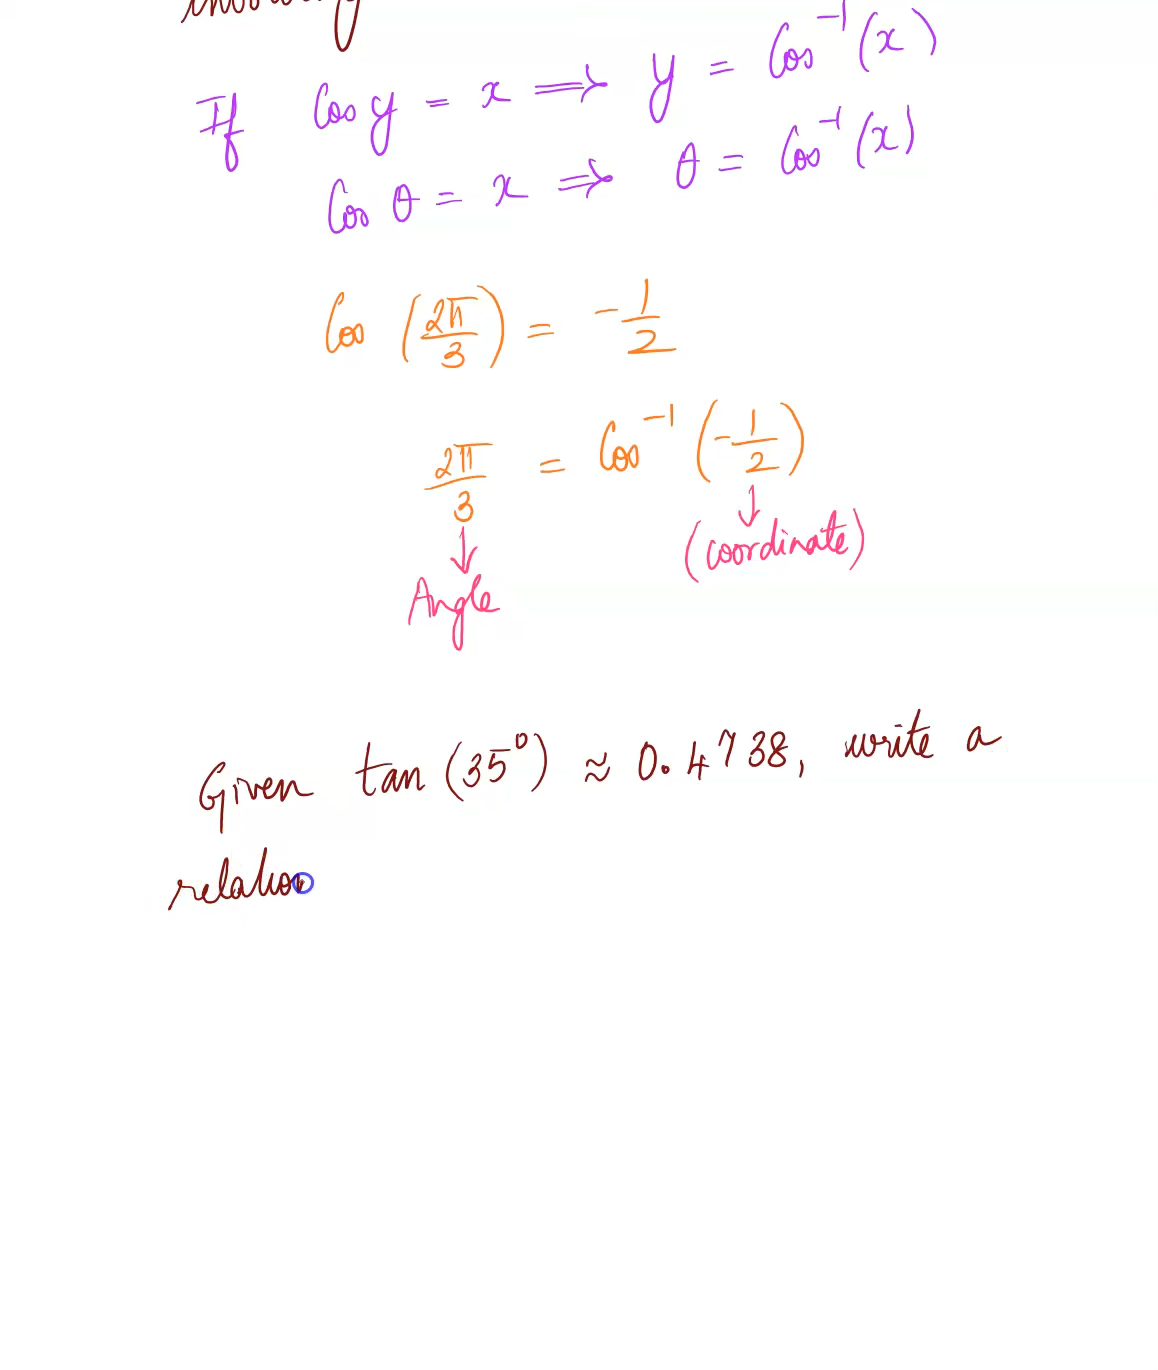 If Cos y = x ⟹ y = Cos⁻¹(x)
Cos θ = x ⟹ θ = Cos⁻¹(x)
Cos (2π/3) = -1/2
2π/3 = Cos⁻¹(-1/2)
↓ ↓
Angle (coordinate)
Given tan (35°) ≈ 0.4738, write a
relation